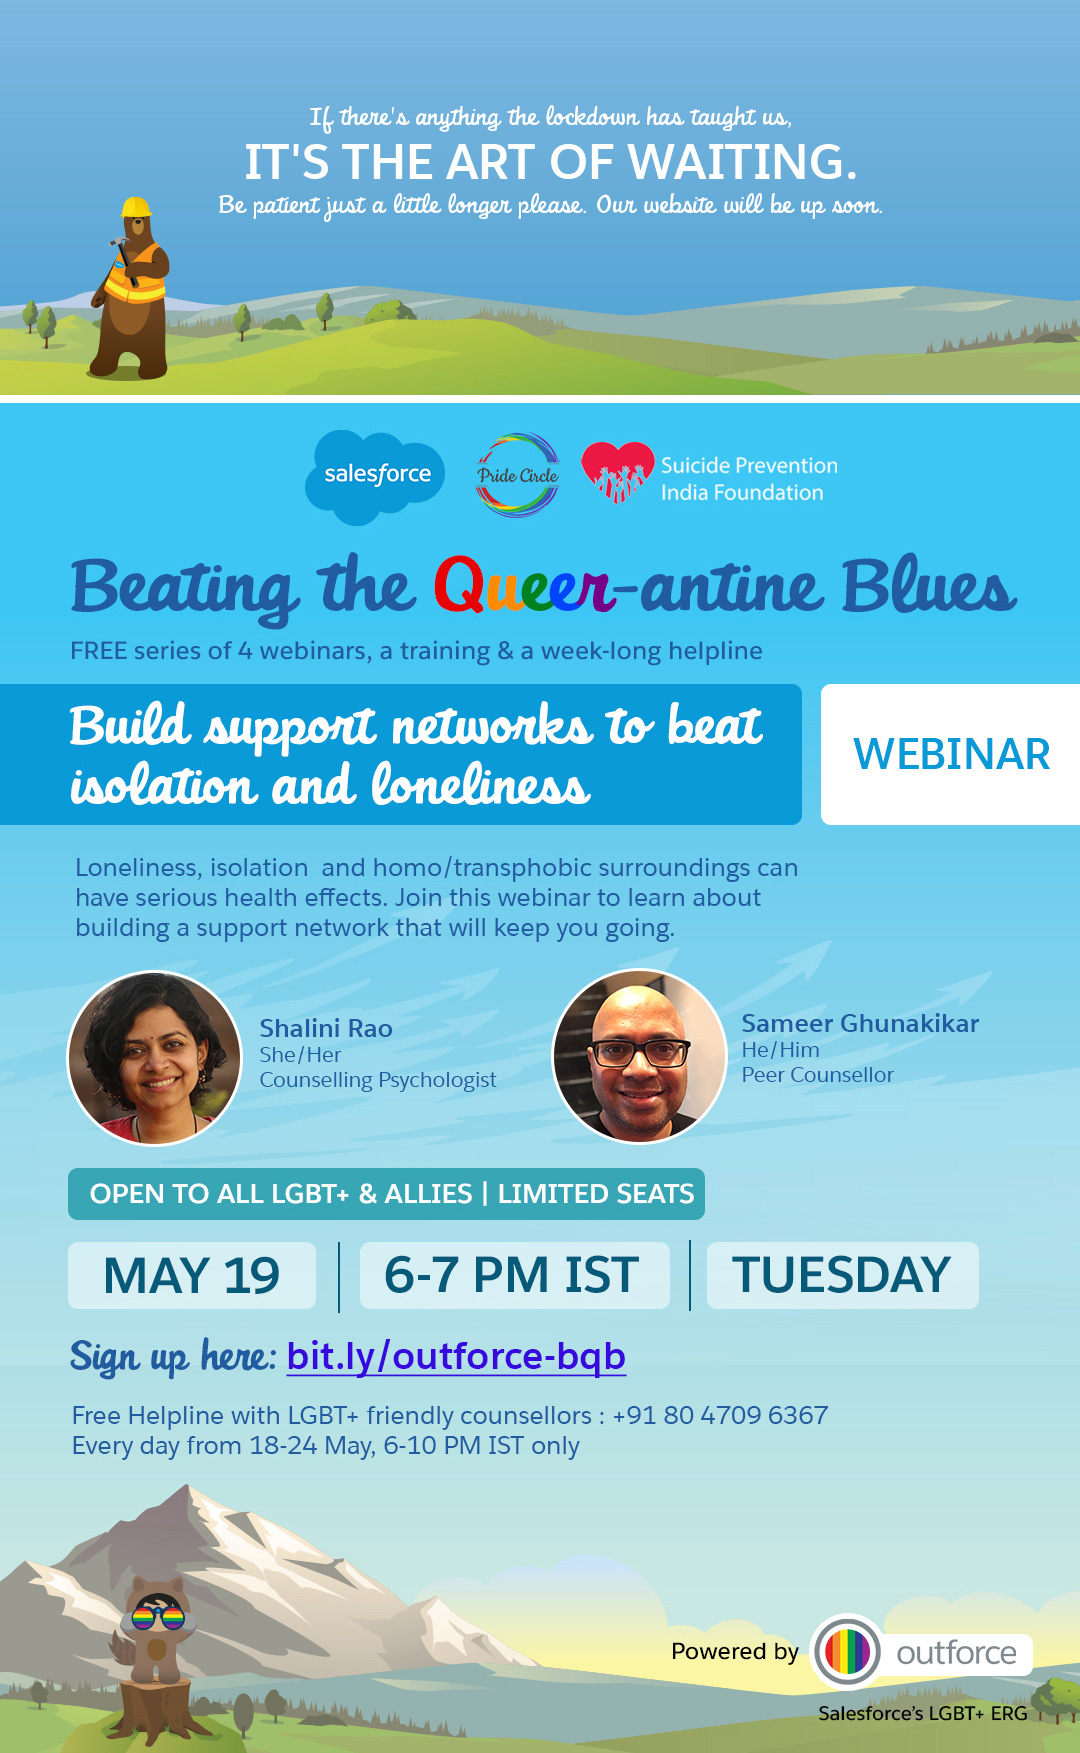 If there's anything the lockdown has taught us,
IT'S THE ART OF WAITING.
Be patient just a little longer please. Our website will be up soon.
salesforce
Pride Circle
Suicide Prevention
India Foundation
Beating the Queer-antine Blues
FREE series of 4 webinars, a training & a week-long helpline
Build support networks to beat
isolation and loneliness
WEBINAR
Loneliness, isolation and homo/transphobic surroundings can
have serious health effects. Join this webinar to learn about
building a support network that will keep you going.
Shalini Rao
She/Her
Counselling Psychologist
Sameer Ghunakikar
He/Him
Peer Counsellor
OPEN TO ALL LGBT+ & ALLIES | LIMITED SEATS
MAY 19 | 6-7 PM IST | TUESDAY
Sign up here: bit.ly/outforce-bqb
Free Helpline with LGBT+ friendly counsellors : +91 80 4709 6367
Every day from 18-24 May, 6-10 PM IST only
Powered by outforce
Salesforce's LGBT+ ERG